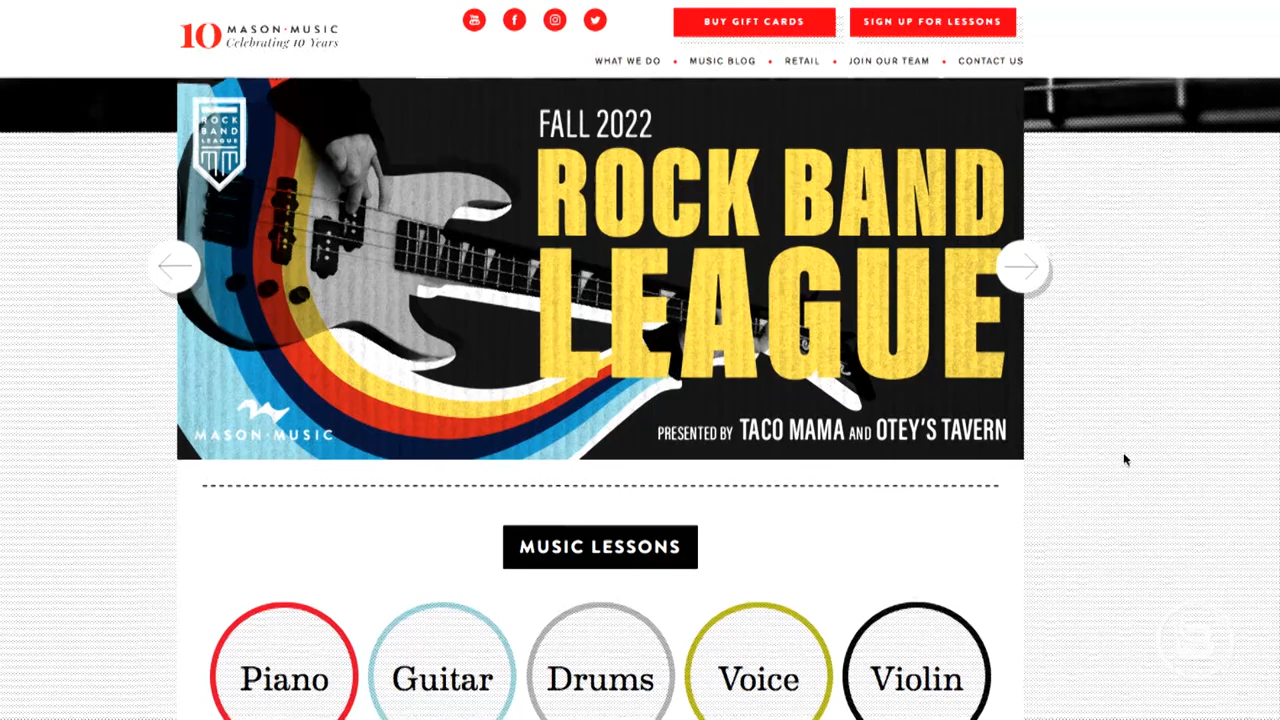 10 MASON·MUSIC
Celebrating 10 Years
You Tube
BUY GIFT CARDS
SIGN UP FOR LESSONS
WHAT WE DO • MUSIC BLOG • RETAIL • JOIN OUR TEAM • CONTACT US
ROCK
BAND
LEAGUE
FALL 2022
ROCK BAND
LEAGUE
MASON·MUSIC
PRESENTED BY TACO MAMA AND OTEY'S TAVERN
MUSIC LESSONS
Piano
Guitar
Drums
Voice
Violin